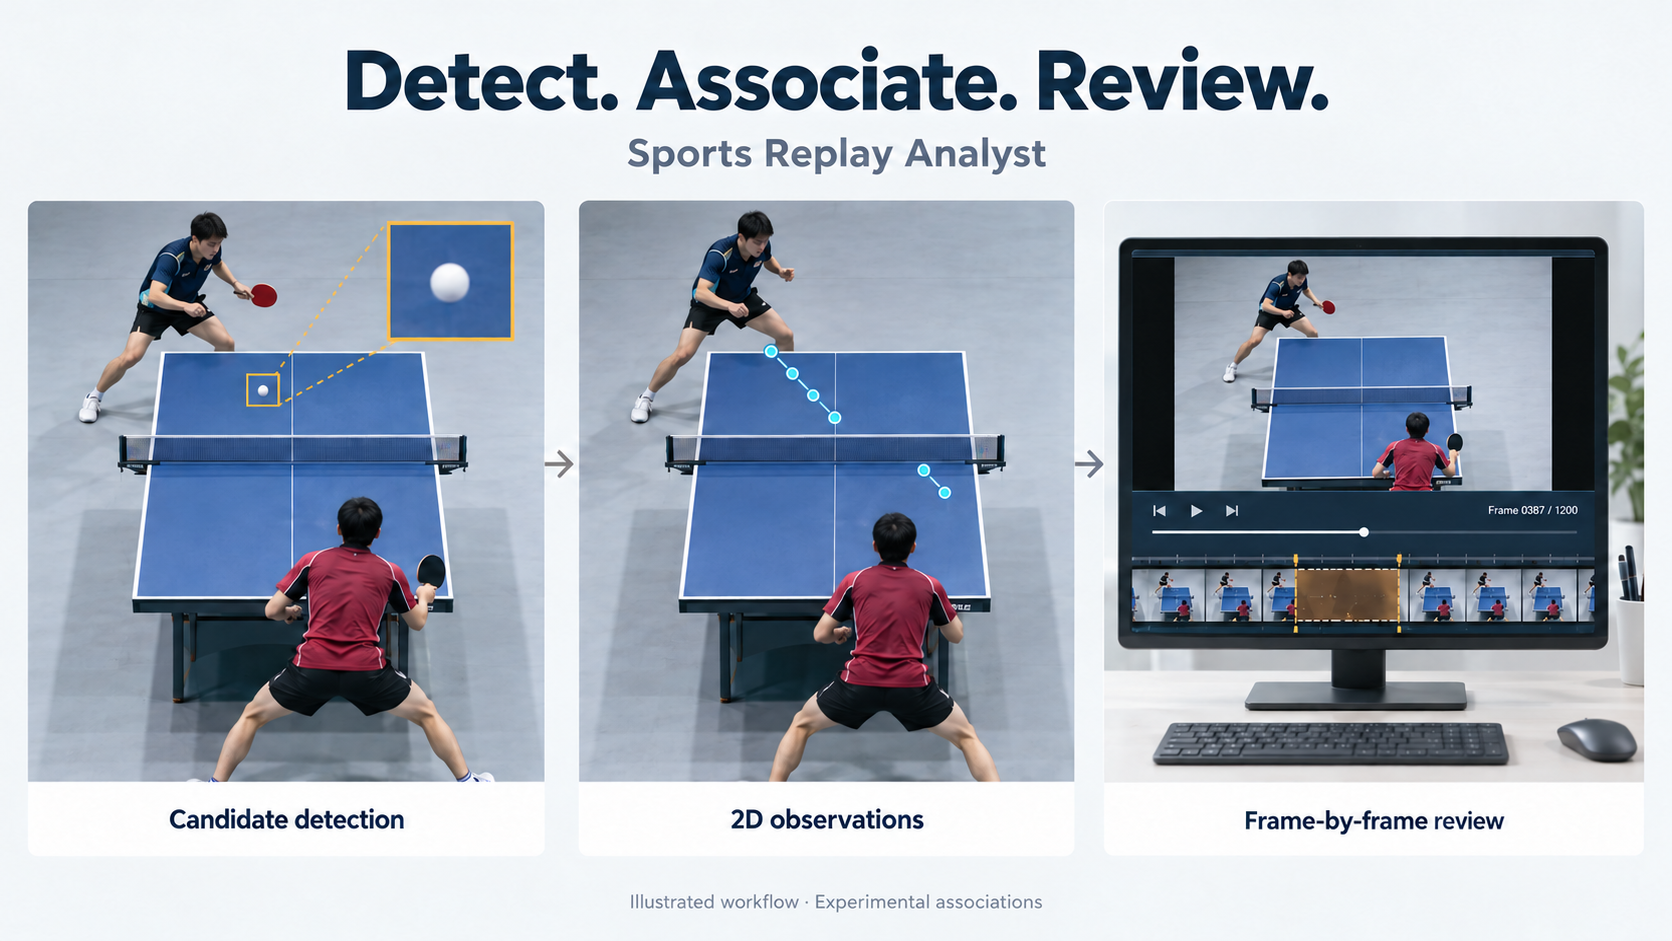 Detect. Associate. Review.
Sports Replay Analyst
Frame 0387 / 1200
Candidate detection
2D observations
Frame-by-frame review
Illustrated workflow · Experimental associations